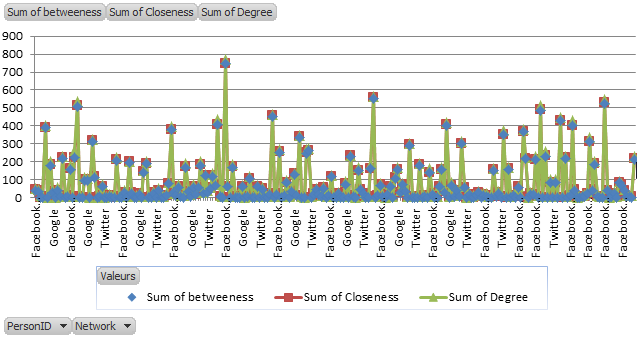 Sum of betweeness
Sum of Closeness
Sum of Degree
900
800
700
600
500
400
300
200
100
0
Facebook..
Google
Twitter
Google
Twitter
Facebook..
Google
Twitter
Facebook..
Google
Twitter
Facebook..
Google
Twitter
Facebook..
Twitter
Facebook..
Google
Twitter
Facebook..
Google
Twitter
Facebook..
Google
Twitter
Facebook..
Twitter
Facebook..
Facebook..
Twitter
Facebook..
Facebook..
Facebook..
Facebook..
Valeurs
Sum of betweeness
Sum of Closeness
Sum of Degree
PersonID
Network